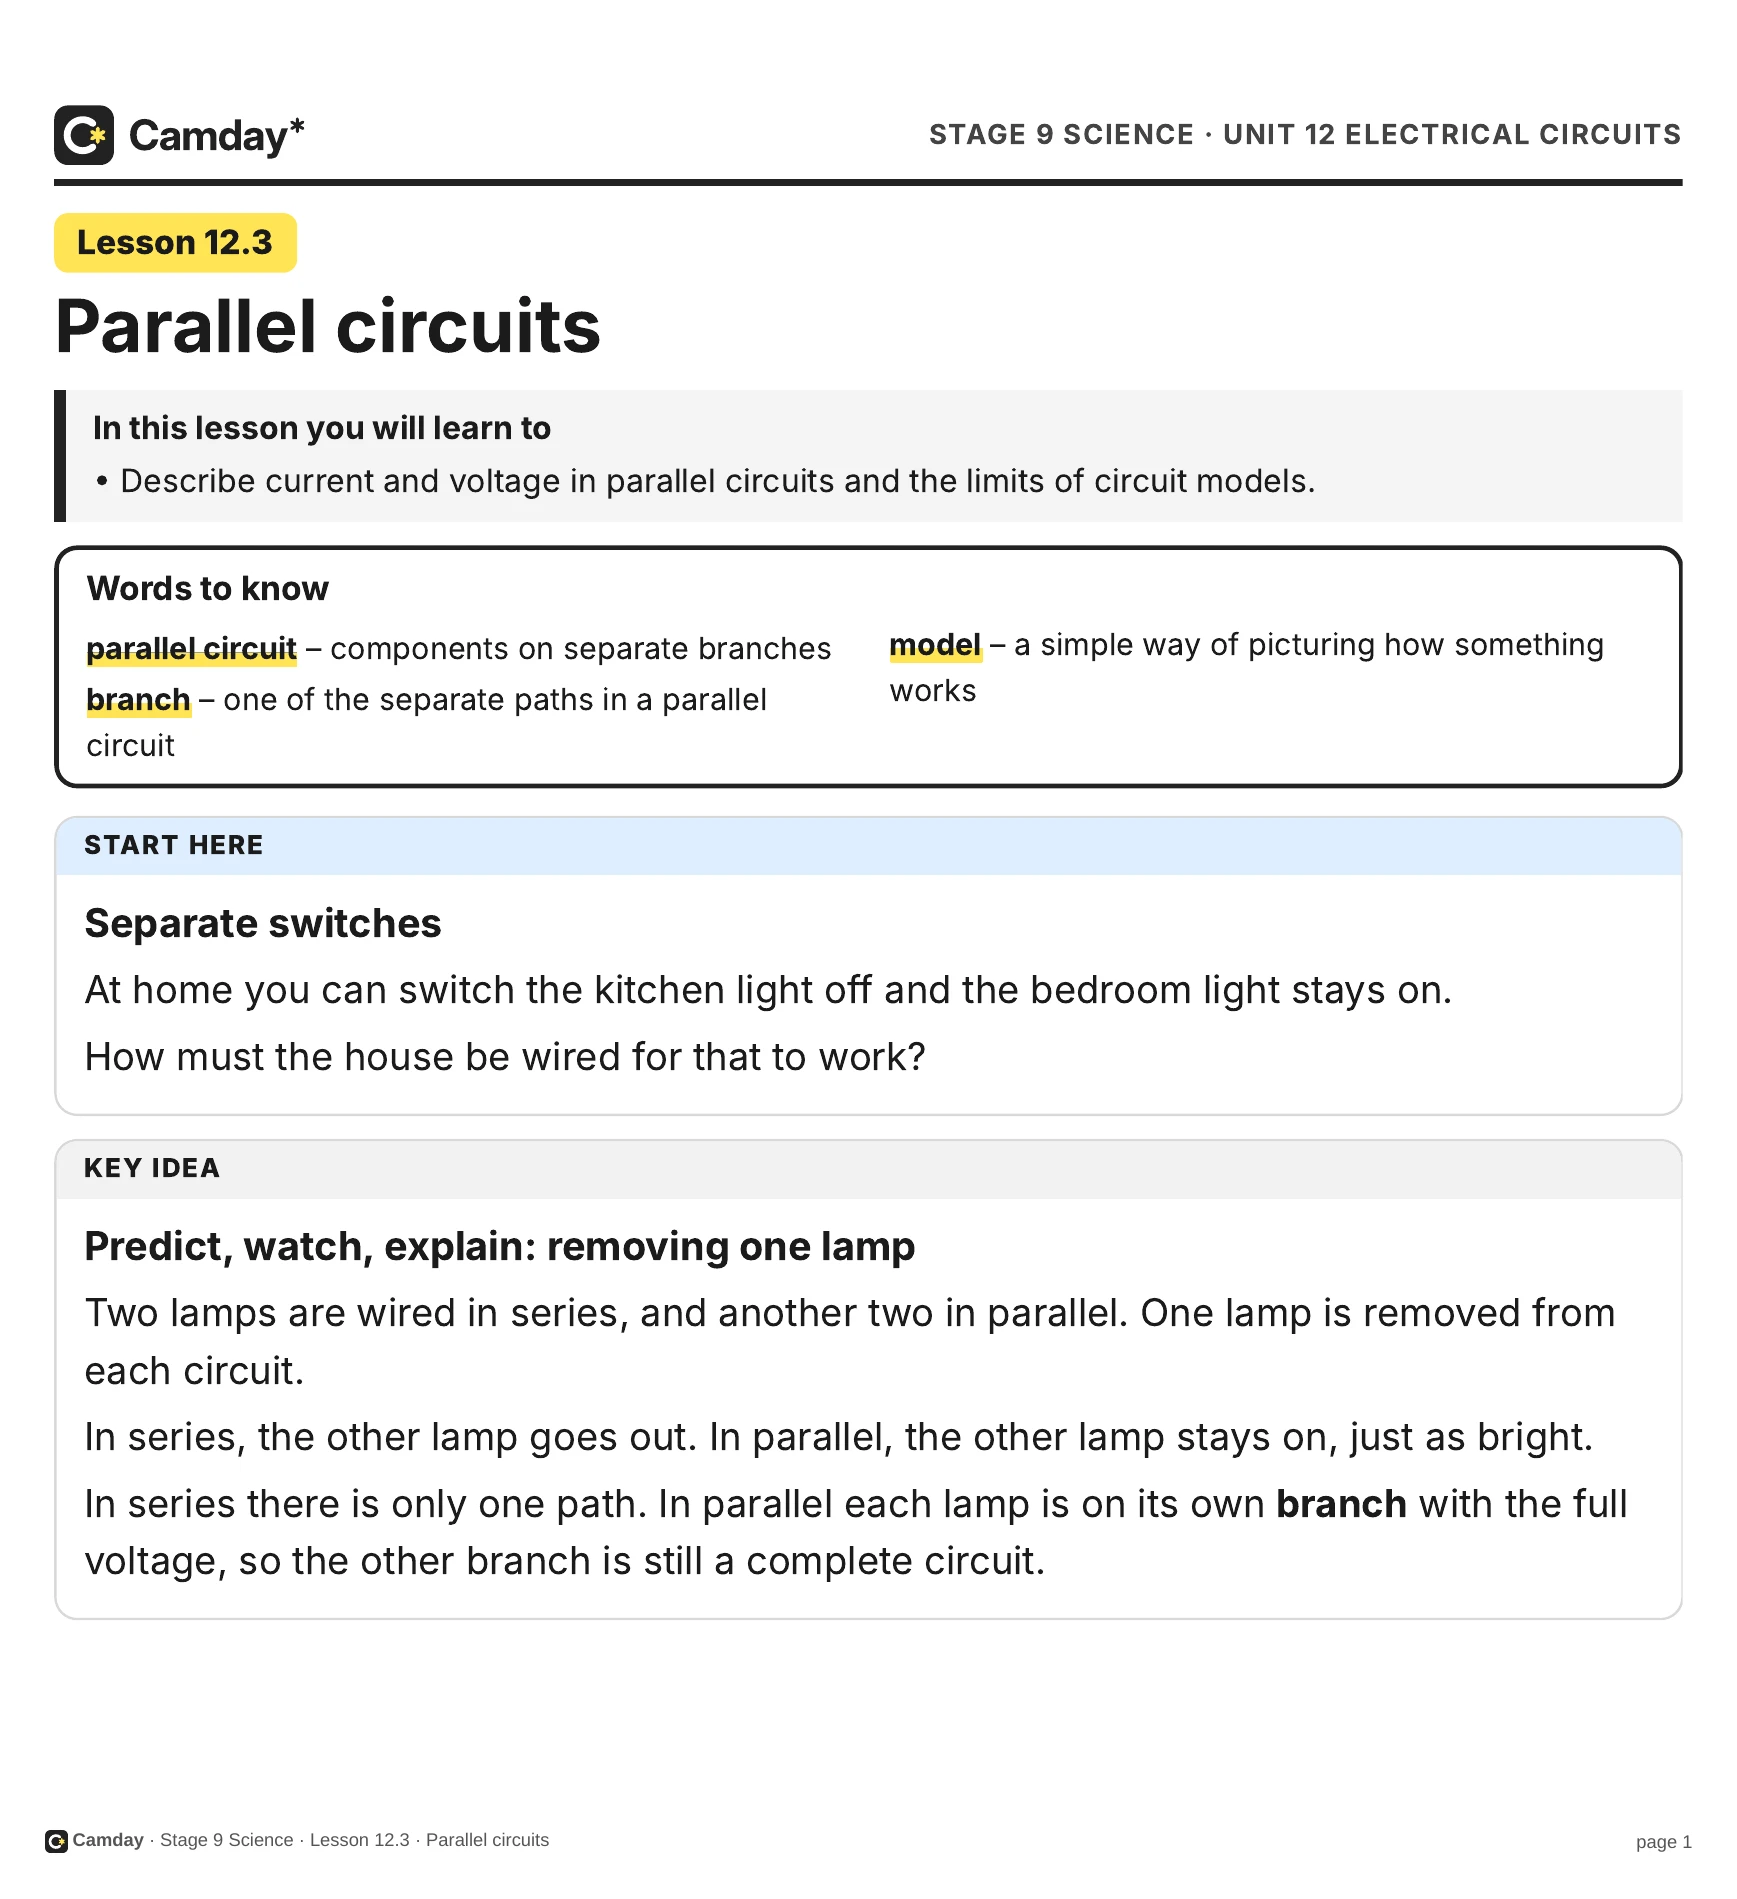 Camday*
STAGE 9 SCIENCE · UNIT 12 ELECTRICAL CIRCUITS
Lesson 12.3
Parallel circuits
In this lesson you will learn to
• Describe current and voltage in parallel circuits and the limits of circuit models.
Words to know
parallel circuit – components on separate branches
branch – one of the separate paths in a parallel
circuit
model – a simple way of picturing how something
works
START HERE
Separate switches
At home you can switch the kitchen light off and the bedroom light stays on.
How must the house be wired for that to work?
KEY IDEA
Predict, watch, explain: removing one lamp
Two lamps are wired in series, and another two in parallel. One lamp is removed from
each circuit.
In series, the other lamp goes out. In parallel, the other lamp stays on, just as bright.
In series there is only one path. In parallel each lamp is on its own branch with the full
voltage, so the other branch is still a complete circuit.
Camday · Stage 9 Science · Lesson 12.3 · Parallel circuits
page 1